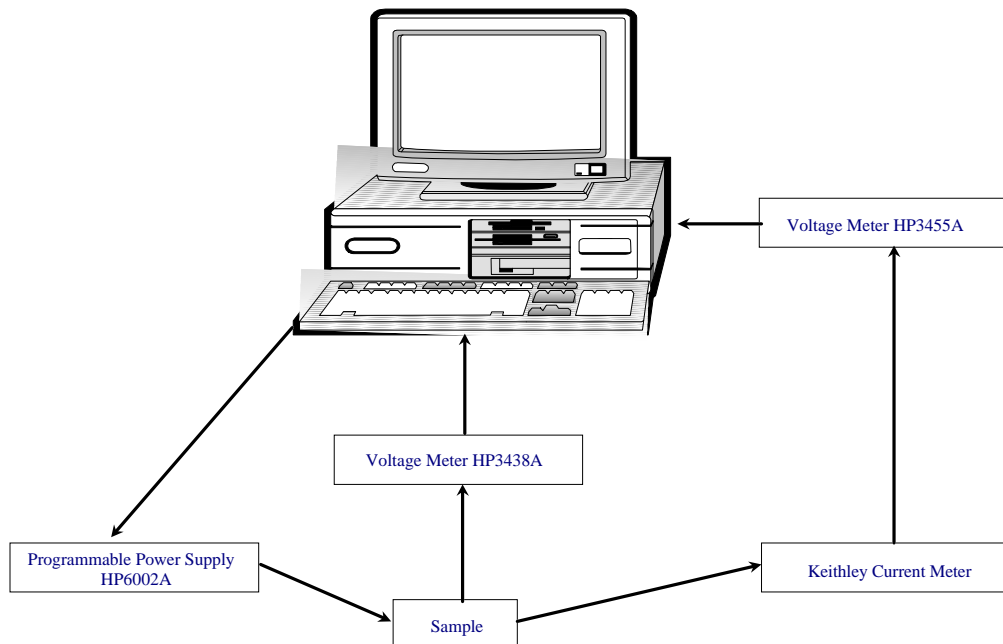 Voltage Meter HP3455A
Voltage Meter HP3438A
Programmable Power Supply
HP6002A
Keithley Current Meter
Sample